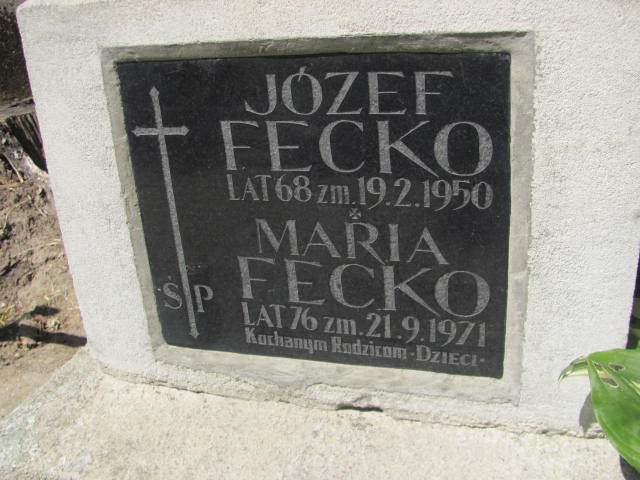 JÓZEF
FECKO
LAT 68 zm. 19.2.1950
MARIA
FECKO
Ś P
LAT 76 zm. 21.9.1971
Kochanym Rodzicom - DZIECI -